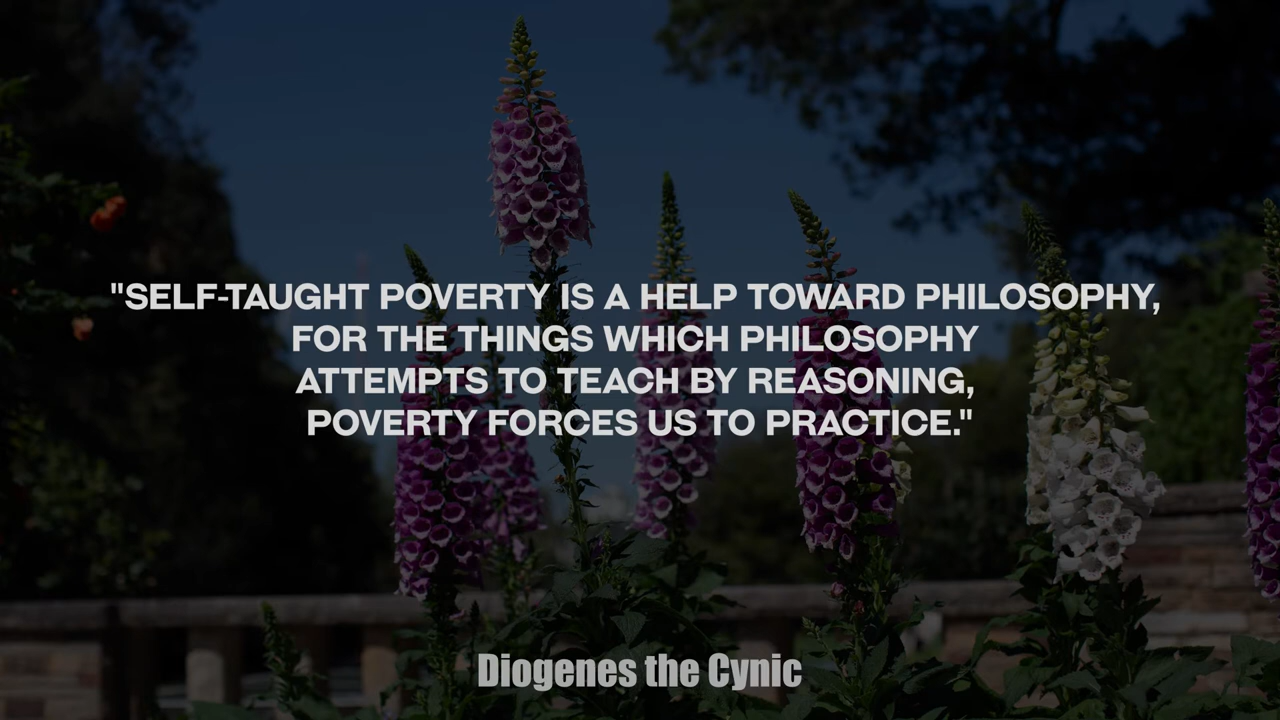 "SELF-TAUGHT POVERTY IS A HELP TOWARD PHILOSOPHY,
FOR THE THINGS WHICH PHILOSOPHY
ATTEMPTS TO TEACH BY REASONING,
POVERTY FORCES US TO PRACTICE."
Diogenes the Cynic